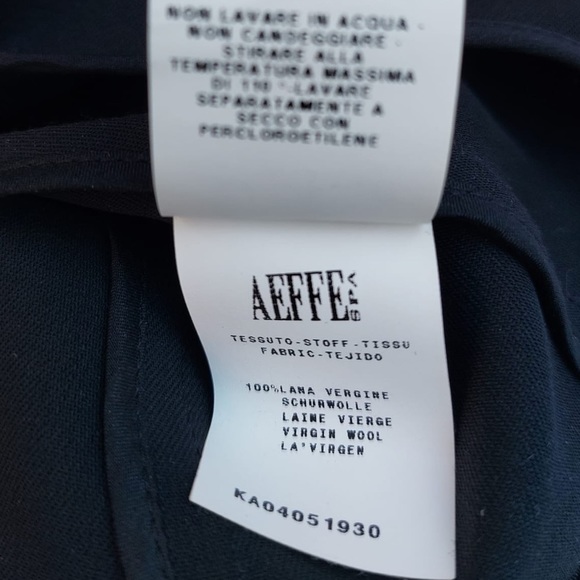 NON LAVARE IN ACQUA -
NON CANDEGGIARE -
STIRARE ALLA
TEMPERATURA MASSIMA
DI 110 °-LAVARE
SEPARATAMENTE A
SECCO CON
PERCLOROETILENE
AEFFE SPA
TESSUTO-STOFF-TISSU
FABRIC-TEJIDO
100%LANA VERGINE
SCHURWOLLE
LAINE VIERGE
VIRGIN WOOL
LA'VIRGEN
KA04051930